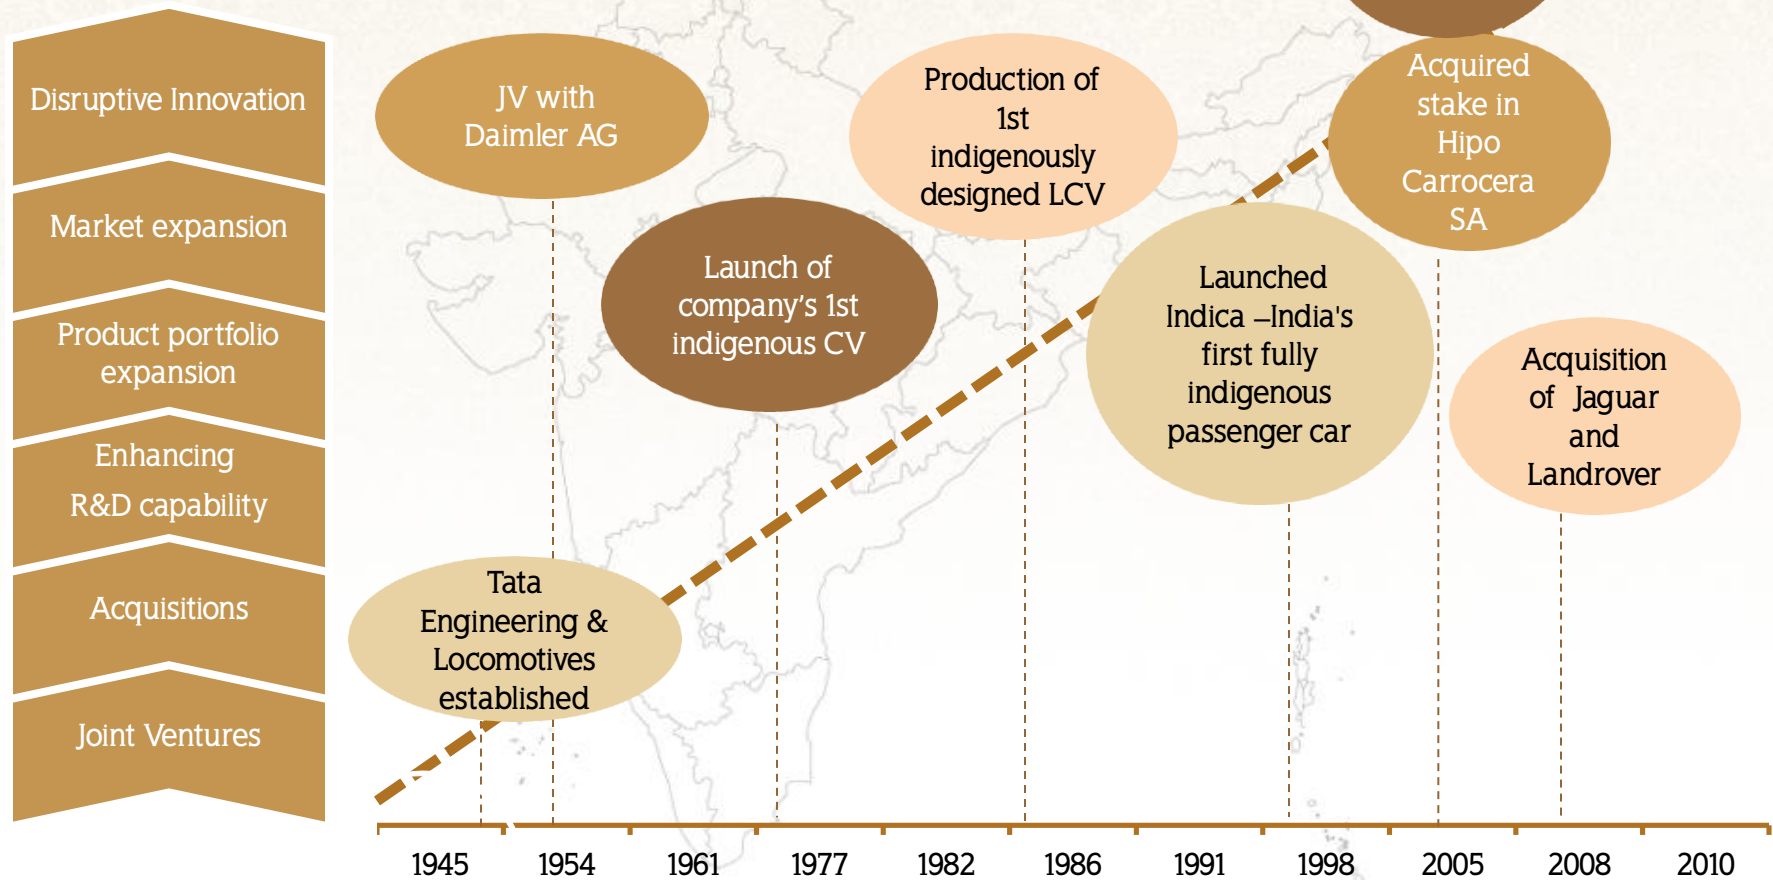 Disruptive Innovation
Market expansion
Product portfolio
expansion
Enhancing
R&D capability
Acquisitions
Joint Ventures
JV with
Daimler AG
Launch of
company's 1st
indigenous CV
Tata
Engineering &
Locomotives
established
Production of
1st
indigenously
designed LCV
Launched
Indica –India's
first fully
indigenous
passenger car
Acquired
stake in
Hipo
Carrocera
SA
Acquisition
of  Jaguar
and
Landrover
1945
1954
1961
1977
1982
1986
1991
1998
2005
2008
2010